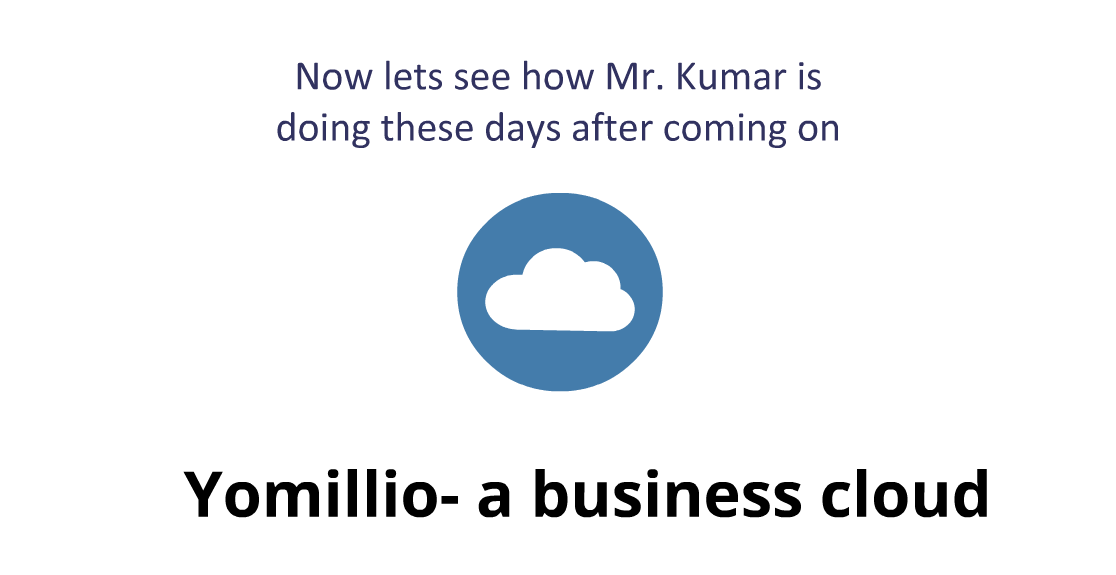 Now lets see how Mr. Kumar is
doing these days after coming on
Yomillio- a business cloud